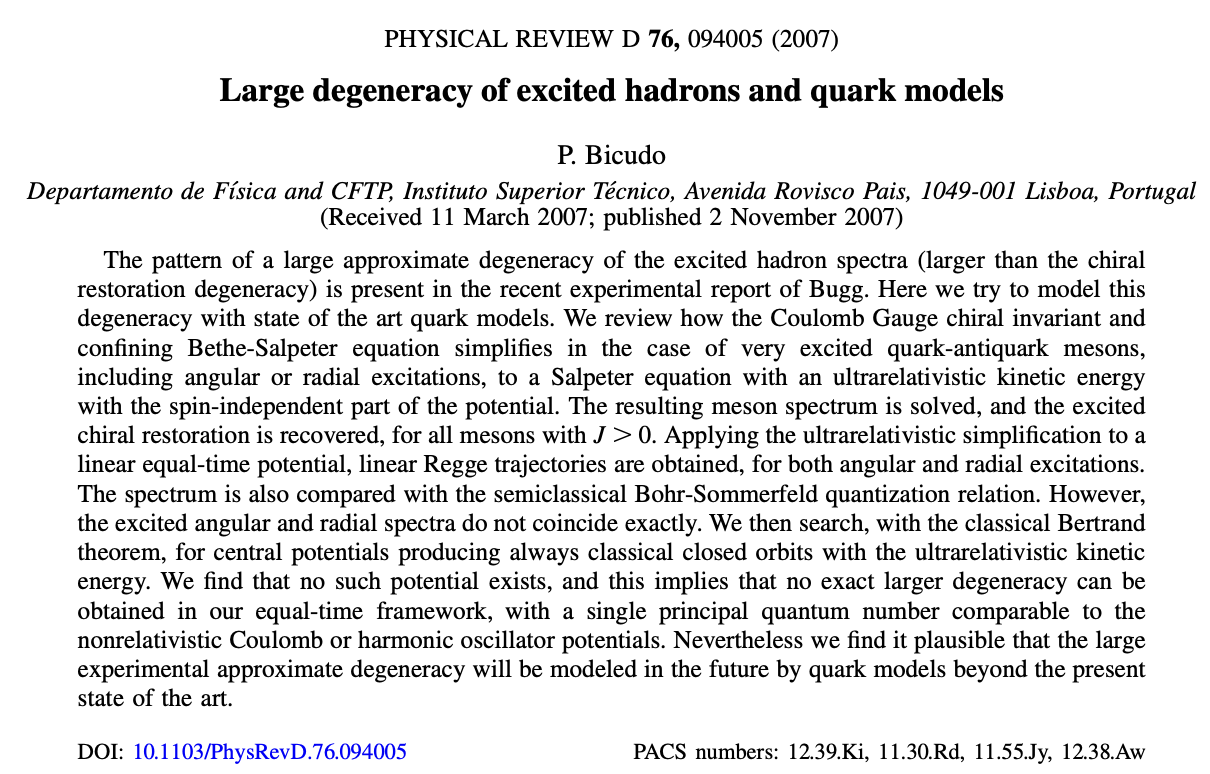 PHYSICAL REVIEW D 76, 094005 (2007)
Large degeneracy of excited hadrons and quark models
P. Bicudo
Departamento de Física and CFTP, Instituto Superior Técnico, Avenida Rovisco Pais, 1049-001 Lisboa, Portugal
(Received 11 March 2007; published 2 November 2007)
The pattern of a large approximate degeneracy of the excited hadron spectra (larger than the chiral
restoration degeneracy) is present in the recent experimental report of Bugg. Here we try to model this
degeneracy with state of the art quark models. We review how the Coulomb Gauge chiral invariant and
confining Bethe-Salpeter equation simplifies in the case of very excited quark-antiquark mesons,
including angular or radial excitations, to a Salpeter equation with an ultrarelativistic kinetic energy
with the spin-independent part of the potential. The resulting meson spectrum is solved, and the excited
chiral restoration is recovered, for all mesons with J > 0. Applying the ultrarelativistic simplification to a
linear equal-time potential, linear Regge trajectories are obtained, for both angular and radial excitations.
The spectrum is also compared with the semiclassical Bohr-Sommerfeld quantization relation. However,
the excited angular and radial spectra do not coincide exactly. We then search, with the classical Bertrand
theorem, for central potentials producing always classical closed orbits with the ultrarelativistic kinetic
energy. We find that no such potential exists, and this implies that no exact larger degeneracy can be
obtained in our equal-time framework, with a single principal quantum number comparable to the
nonrelativistic Coulomb or harmonic oscillator potentials. Nevertheless we find it plausible that the large
experimental approximate degeneracy will be modeled in the future by quark models beyond the present
state of the art.
DOI: 10.1103/PhysRevD.76.094005 PACS numbers: 12.39.Ki, 11.30.Rd, 11.55.Jy, 12.38.Aw